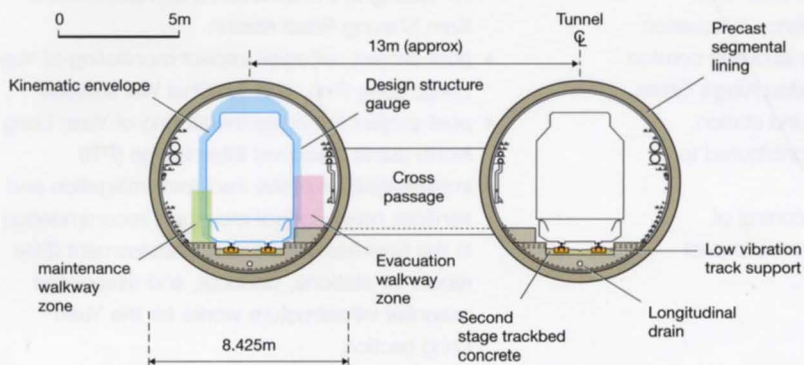 0 5m
13m (approx)
Tunnel
℄
Precast
segmental
lining
Kinematic envelope
Design structure
gauge
Cross
passage
maintenance
walkway
zone
Evacuation
walkway
zone
Low vibration
track support
Second
stage trackbed
concrete
Longitudinal
drain
8.425m